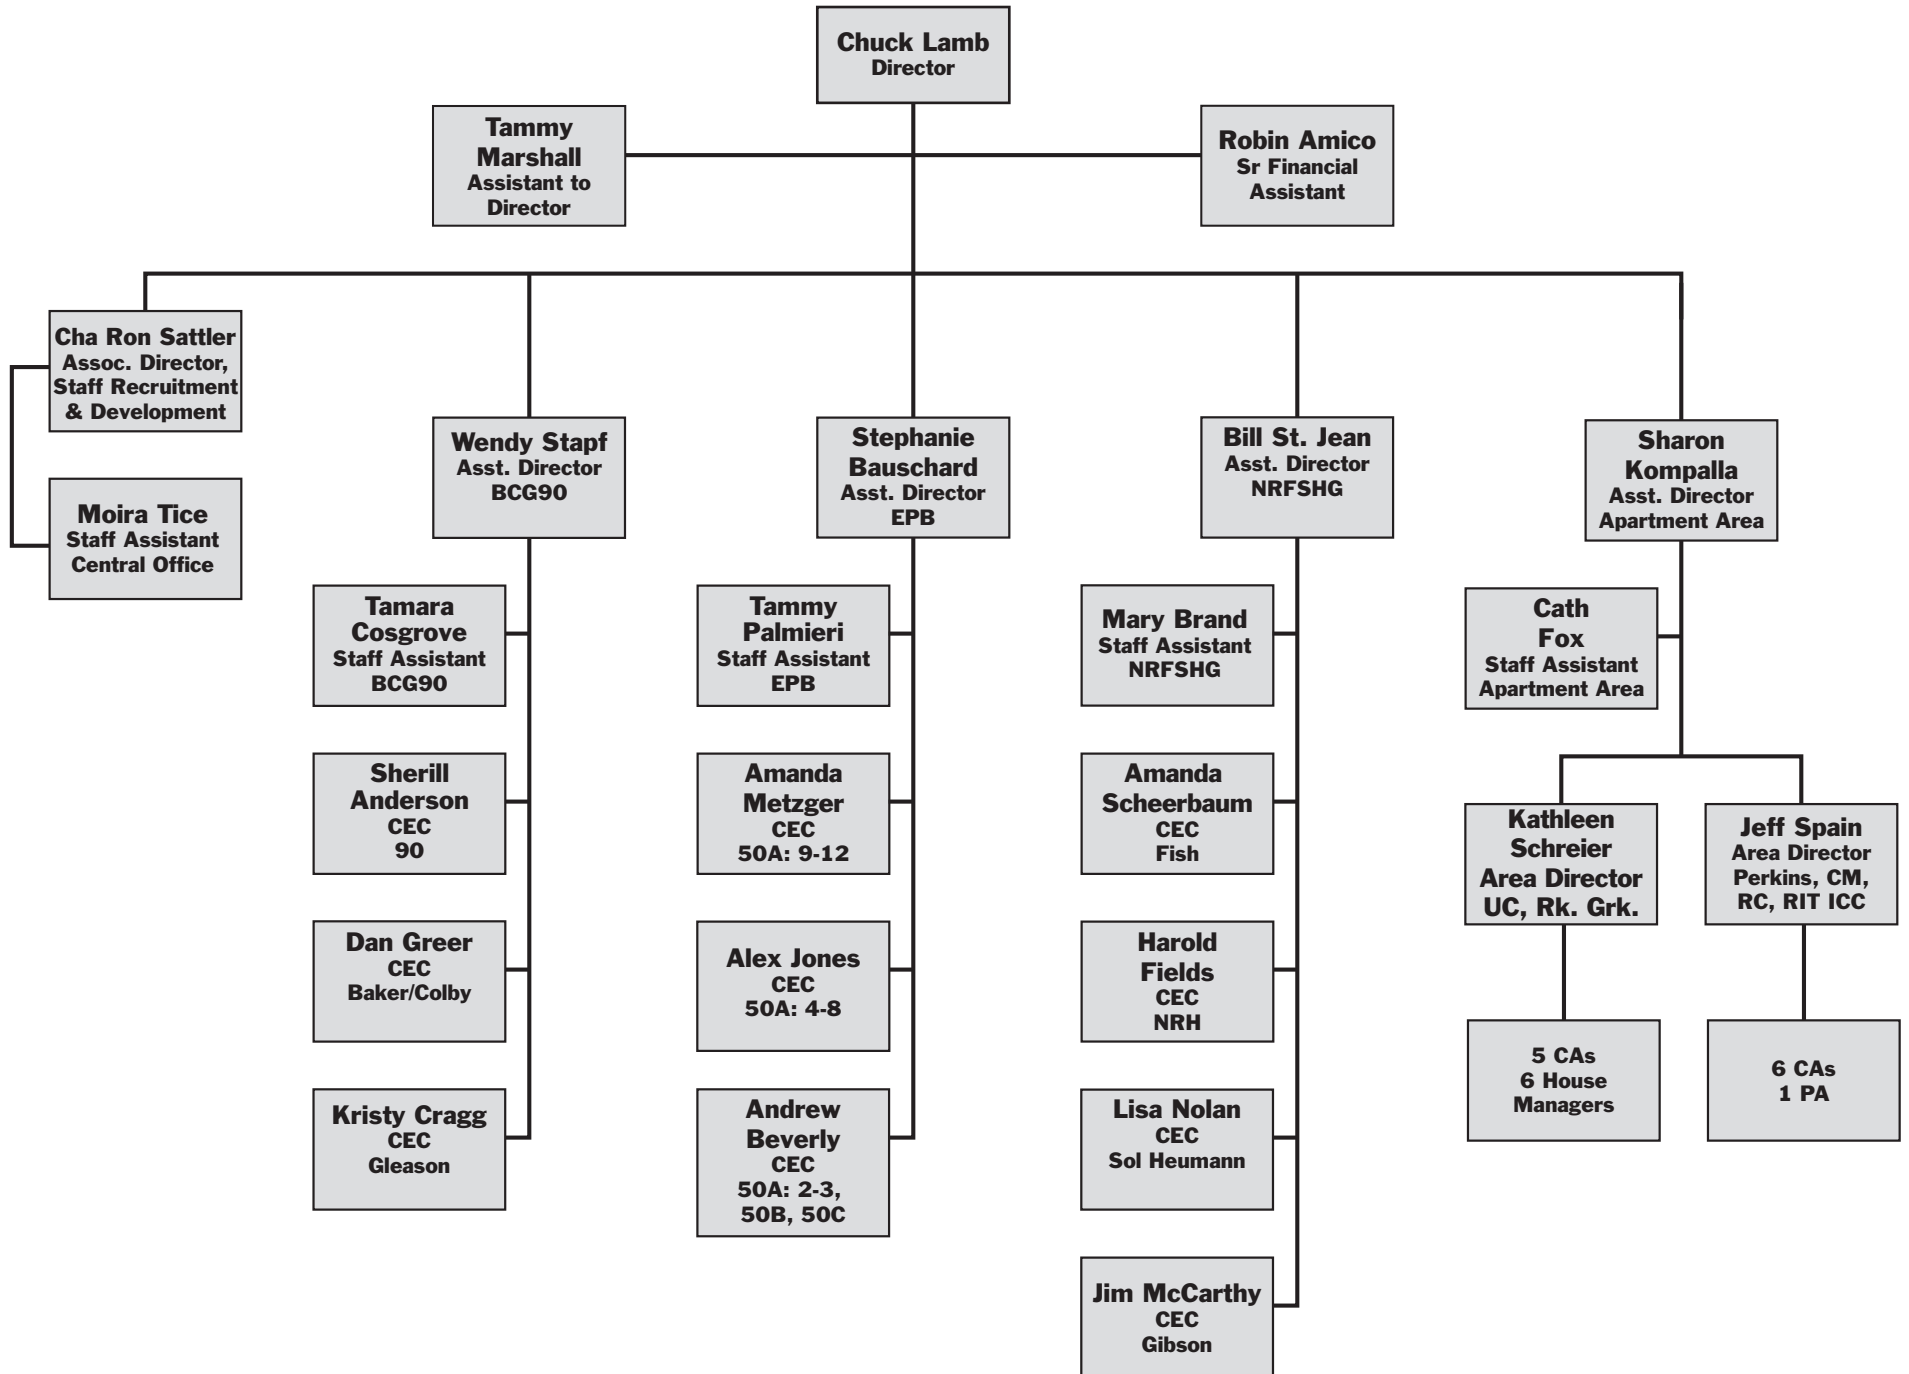 Chuck Lamb
Director
Tammy
Marshall
Assistant to
Director
Robin Amico
Sr Financial
Assistant
Cha Ron Sattler
Assoc. Director,
Staff Recruitment
& Development
Moira Tice
Staff Assistant
Central Office
Wendy Stapf
Asst. Director
BCG90
Tamara
Cosgrove
Staff Assistant
BCG90
Sherill
Anderson
CEC
90
Dan Greer
CEC
Baker/Colby
Kristy Cragg
CEC
Gleason
Stephanie
Bauschard
Asst. Director
EPB
Tammy
Palmieri
Staff Assistant
EPB
Amanda
Metzger
CEC
50A: 9-12
Alex Jones
CEC
50A: 4-8
Andrew
Beverly
CEC
50A: 2-3,
50B, 50C
Bill St. Jean
Asst. Director
NRFSHG
Mary Brand
Staff Assistant
NRFSHG
Amanda
Scheerbaum
CEC
Fish
Harold
Fields
CEC
NRH
Lisa Nolan
CEC
Sol Heumann
Jim McCarthy
CEC
Gibson
Sharon
Kompalla
Asst. Director
Apartment Area
Cath
Fox
Staff Assistant
Apartment Area
Kathleen
Schreier
Area Director
UC, Rk. Grk.
5 CAs
6 House
Managers
Jeff Spain
Area Director
Perkins, CM,
RC, RIT ICC
6 CAs
1 PA